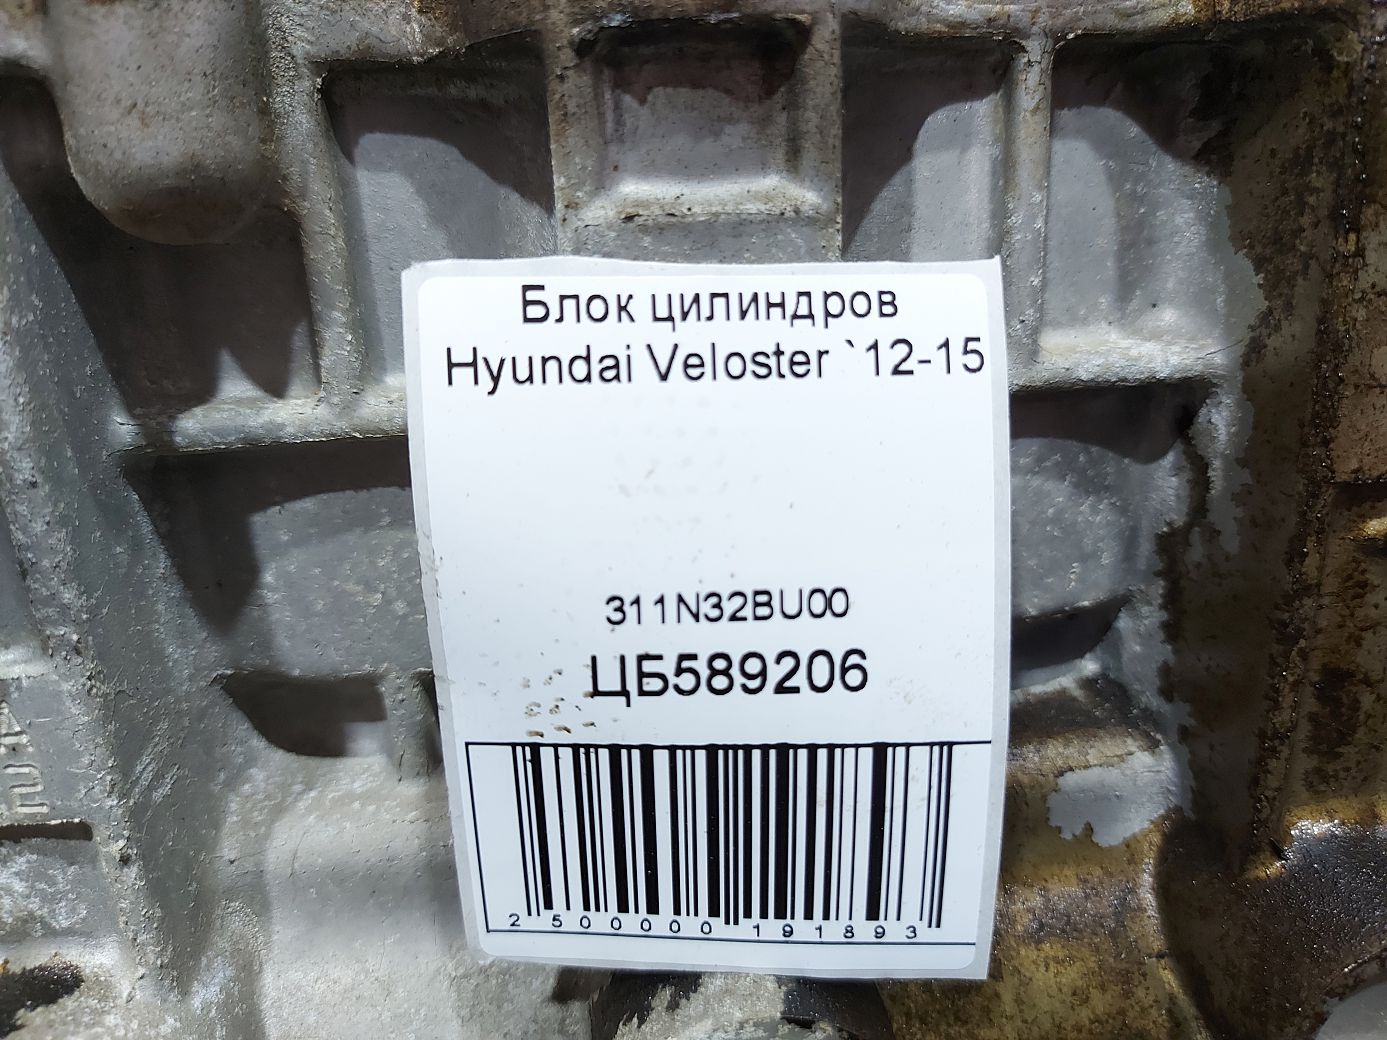 Блок цилиндров
Hyundai Veloster `12-15
311N32BU00
ЦБ589206
2 500000 191893